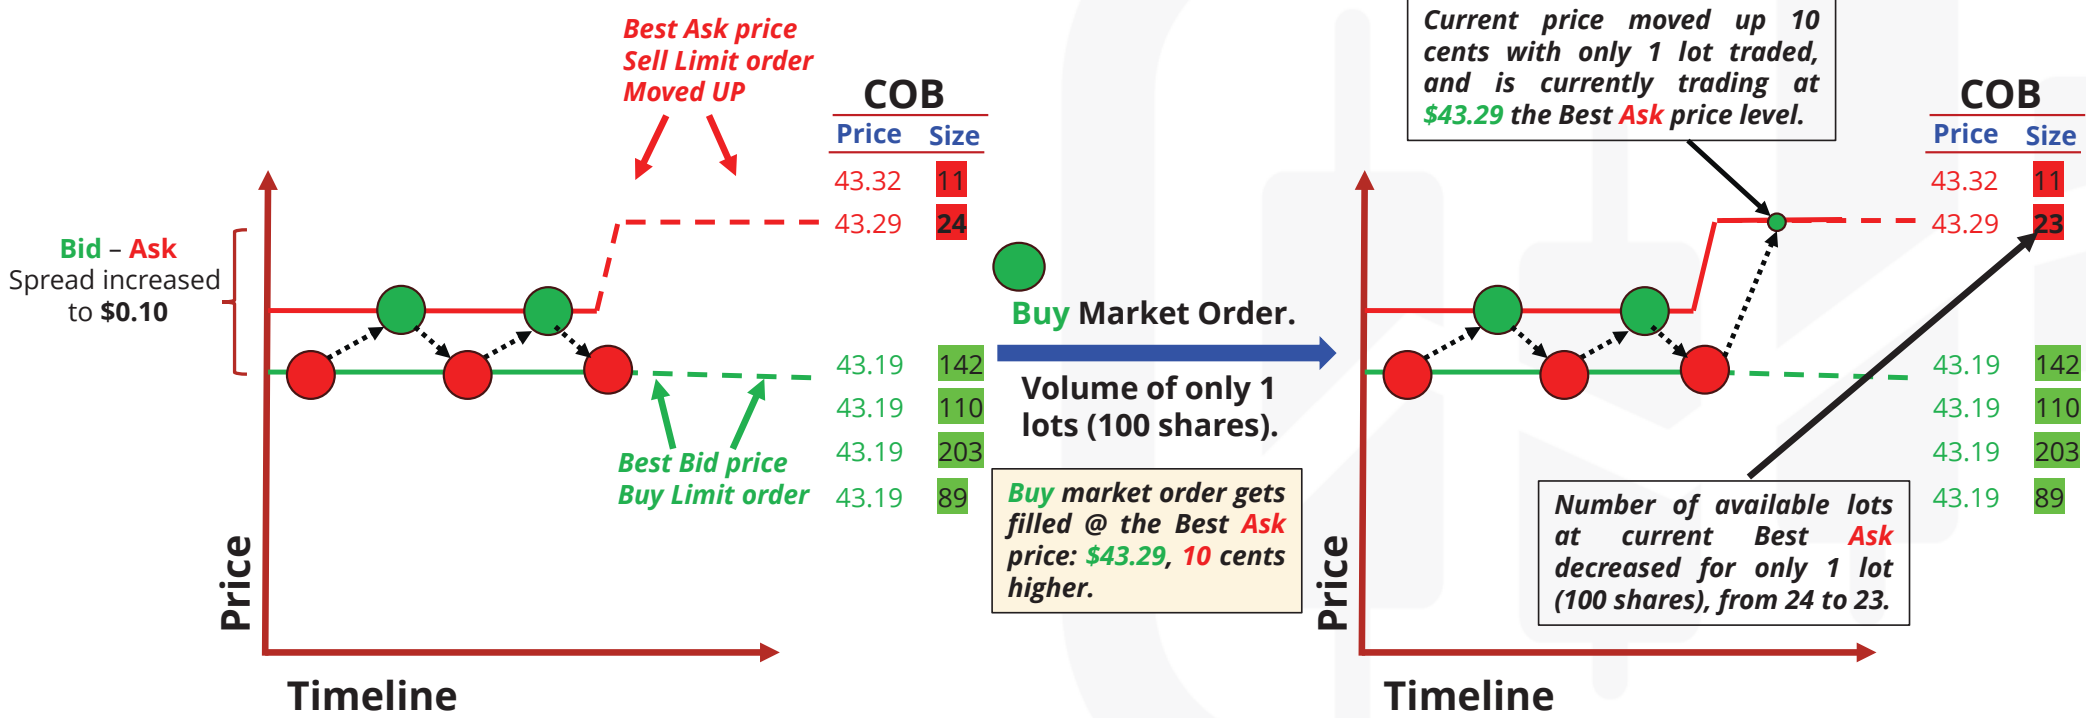 Best Ask price
Sell Limit order
Moved UP
COB
Price Size
43.32 11
43.29 24
Bid – Ask
Spread increased
to $0.10
43.19 142
43.19 110
43.19 203
43.19 89
Best Bid price
Buy Limit order
Price
Timeline
Buy Market Order.
Volume of only 1
lots (100 shares).
Buy market order gets
filled @ the Best Ask
price: $43.29, 10 cents
higher.
Current price moved up 10
cents with only 1 lot traded,
and is currently trading at
$43.29 the Best Ask price level.
COB
Price Size
43.32 11
43.29 23
43.19 142
43.19 110
43.19 203
43.19 89
Number of available lots
at current Best Ask
decreased for only 1 lot
(100 shares), from 24 to 23.
Price
Timeline